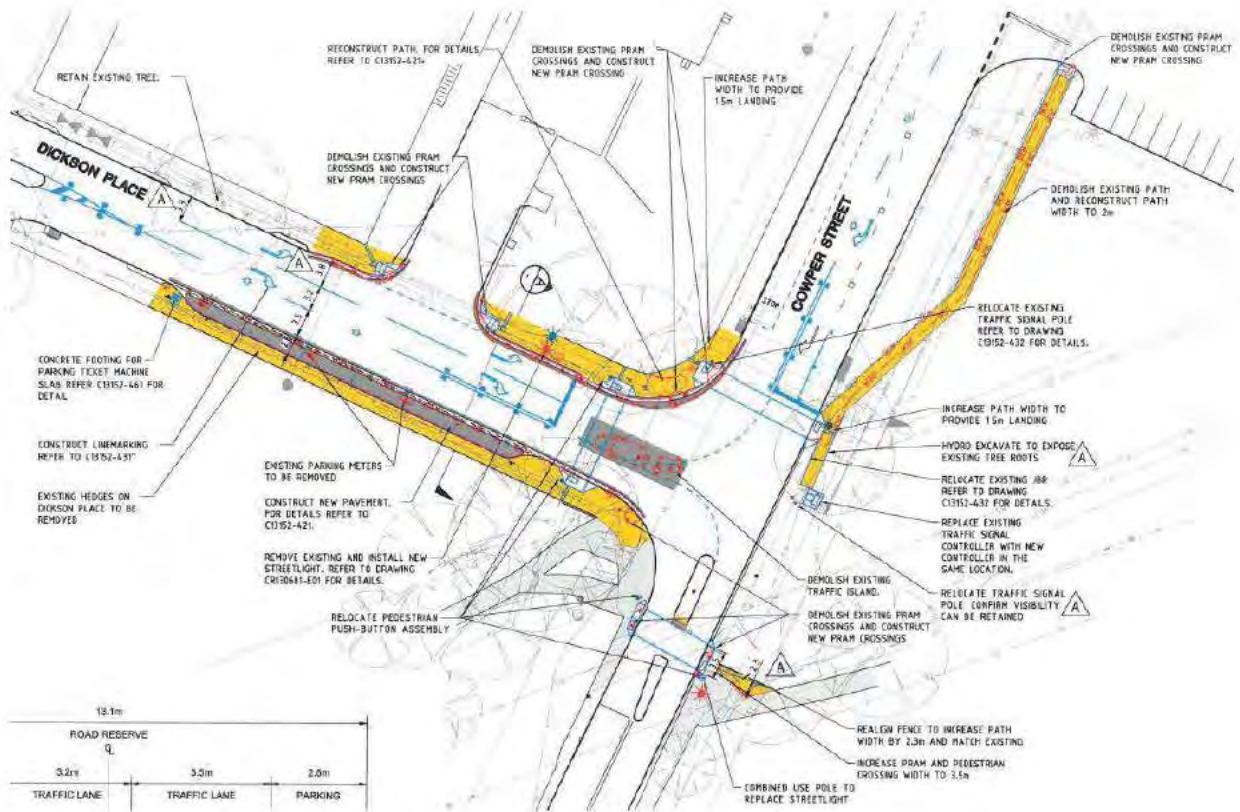 RECONSTRUCT PATH. FOR DETAILS
REFER TO C13152-421.
DEMOLISH EXISTING PRAM
CROSSINGS AND CONSTRUCT
NEW PRAM CROSSING
DEMOLISH EXISTING PRAM
CROSSINGS AND CONSTRUCT
NEW PRAM CROSSING
RETAIN EXISTING TREE.
INCREASE PATH
WIDTH TO PROVIDE
1.5m LANDING
DEMOLISH EXISTING PRAM
CROSSINGS AND CONSTRUCT
NEW PRAM CROSSINGS
DICKSON PLACE
A
A
COWPER STREET
STOP
DEMOLISH EXISTING PATH
AND RECONSTRUCT PATH
WIDTH TO 2m
A
3.8
3.2
3.5
RELOCATE EXISTING
TRAFFIC SIGNAL POLE
REFER TO DRAWING
C13152-432 FOR DETAILS.
CONCRETE FOOTING FOR
PARKING TICKET MACHINE
SLAB REFER C13152-461 FOR
DETAIL
CONSTRUCT LINEMARKING
REFER TO C13152-431
EXISTING HEDGES ON
DICKSON PLACE TO BE
REMOVED
EXISTING PARKING METERS
TO BE REMOVED
CONSTRUCT NEW PAVEMENT.
FOR DETAILS REFER TO
C13152-421.
REMOVE EXISTING AND INSTALL NEW
STREETLIGHT. REFER TO DRAWING
CR130681-E01 FOR DETAILS.
RELOCATE PEDESTRIAN
PUSH-BUTTON ASSEMBLY
INCREASE PATH WIDTH TO
PROVIDE 1.5m LANDING
HYDRO EXCAVATE TO EXPOSE
EXISTING TREE ROOTS
A
RELOCATE EXISTING JBR
REFER TO DRAWING
C13152-432 FOR DETAILS.
REPLACE EXISTING
TRAFFIC SIGNAL
CONTROLLER WITH NEW
CONTROLLER IN THE
SAME LOCATION.
RELOCATE TRAFFIC SIGNAL
POLE CONFIRM VISIBILITY
CAN BE RETAINED
A
DEMOLISH EXISTING
TRAFFIC ISLAND.
DEMOLISH EXISTING PRAM
CROSSINGS AND CONSTRUCT
NEW PRAM CROSSINGS
A
REALIGN FENCE TO INCREASE PATH
WIDTH BY 2.3m AND MATCH EXISTING
INCREASE PRAM AND PEDESTRIAN
CROSSING WIDTH TO 3.5m
COMBINED USE POLE TO
REPLACE STREETLIGHT
13.1m
ROAD RESERVE
3.2m
3.5m
2.6m
TRAFFIC LANE
TRAFFIC LANE
PARKING